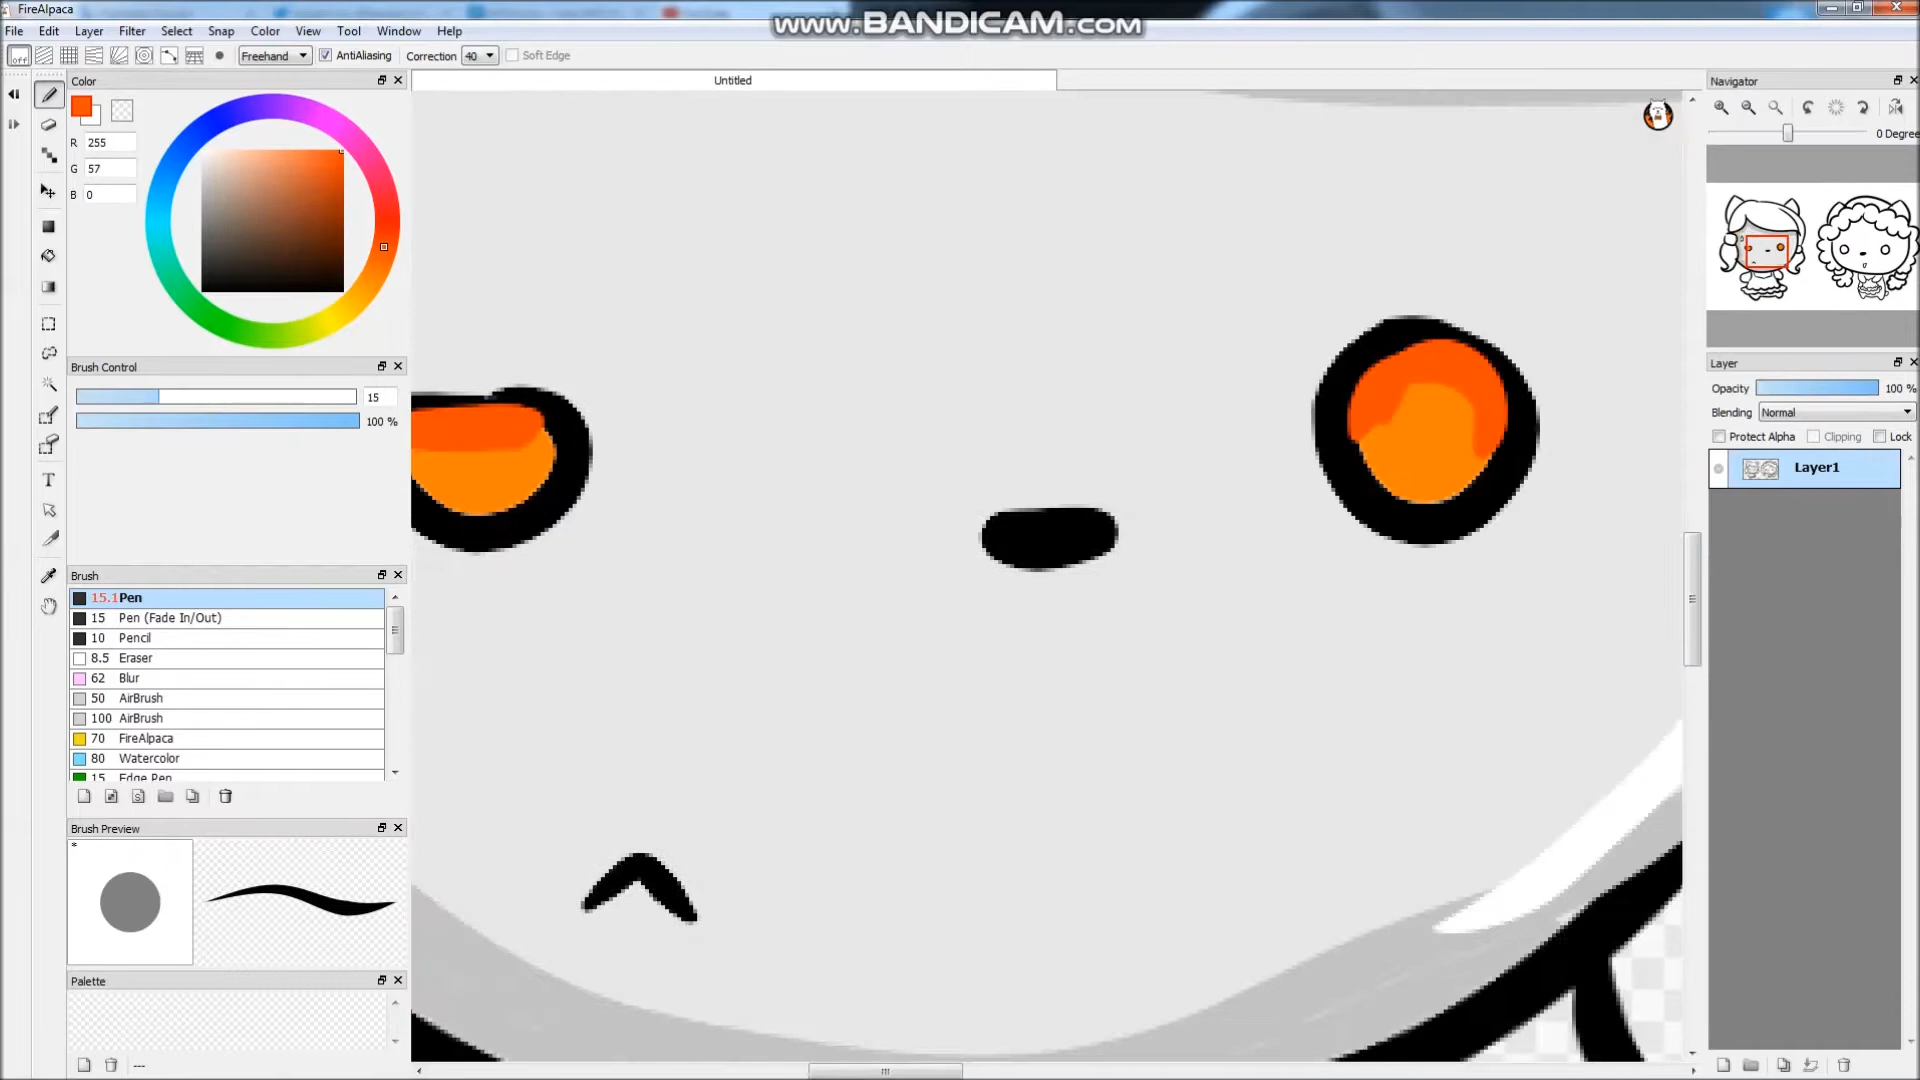 FireAlpaca
www.BANDICAM.com
File Edit Layer Filter Select Snap Color View Tool Window Help
off Freehand AntiAliasing Correction 40 Soft Edge
Color
Untitled
Navigator
R 255
G 57
B 0
0 Degree
Brush Control
15
100 %
Layer
Opacity 100 %
Blending Normal
Protect Alpha Clipping Lock
Layer1
Brush
15.1 Pen
15 Pen (Fade In/Out)
10 Pencil
8.5 Eraser
62 Blur
50 AirBrush
100 AirBrush
70 FireAlpaca
80 Watercolor
15 Edge Pen
Brush Preview
*
Palette
---